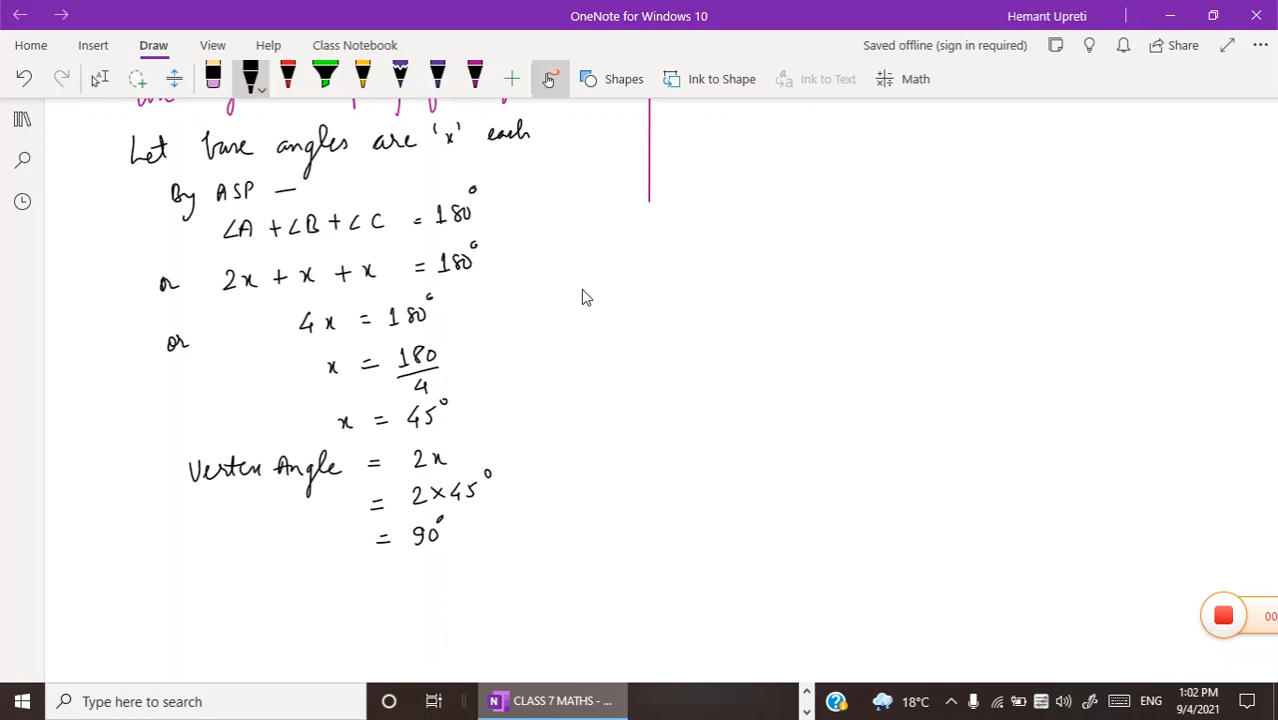 OneNote for Windows 10
Hemant Upreti
Home Insert Draw View Help Class Notebook
Saved offline (sign in required)
Share
Shapes
Ink to Shape
Ink to Text
Math
Let base angles are 'x' each
By ASP —
∠A + ∠B + ∠C = 180°
or 2x + x + x = 180°
or 4x = 180°
x = 180/4
x = 45°
Vertex Angle = 2x
= 2×45°
= 90°
00
Type here to search
CLASS 7 MATHS - ...
18°C
ENG
1:02 PM
9/4/2021